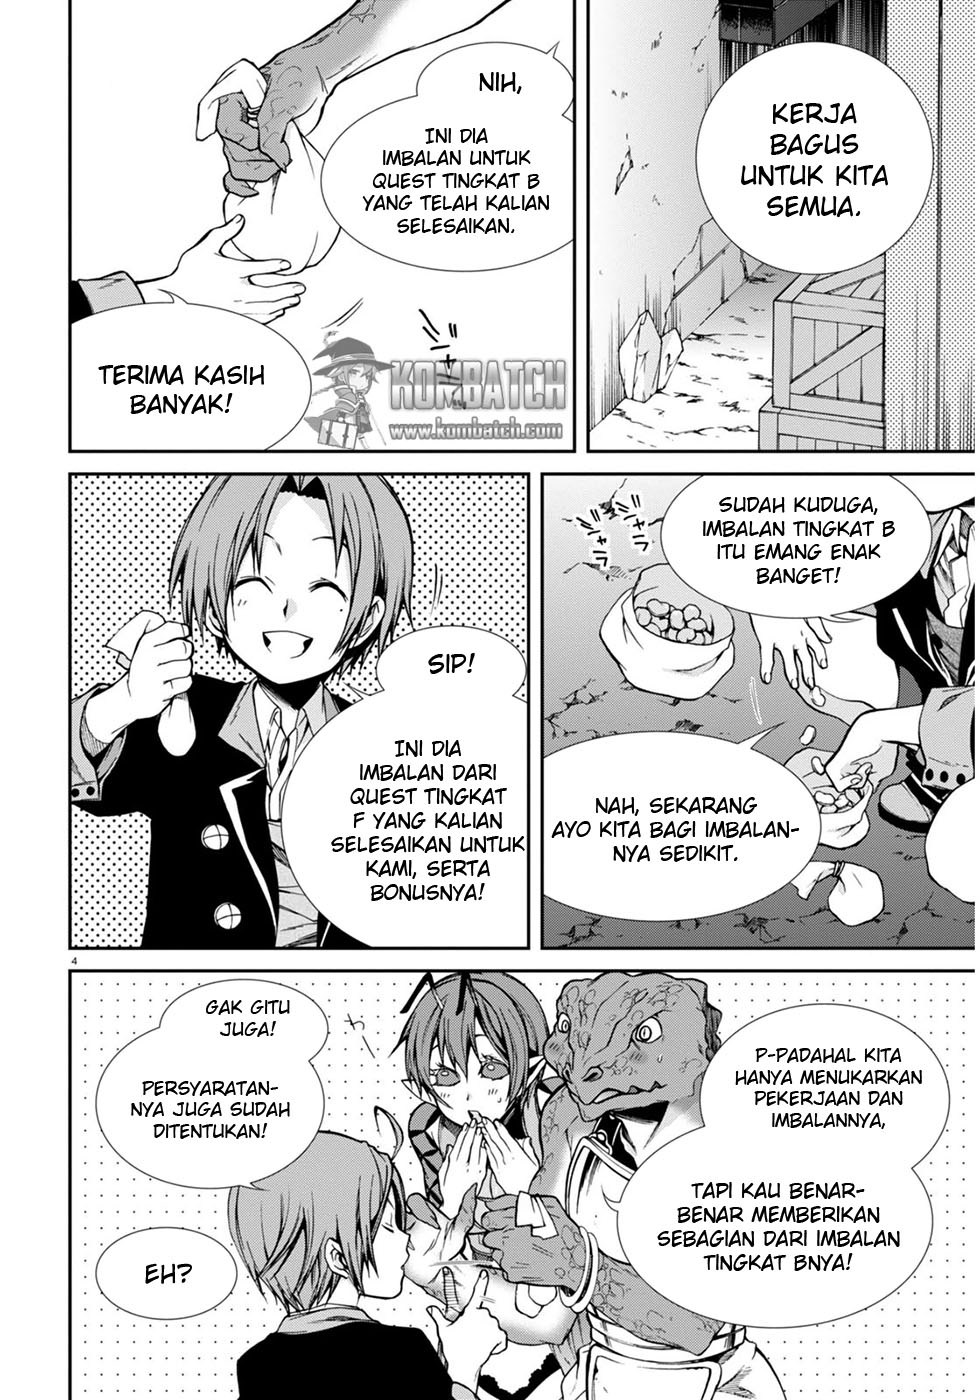 KERJA
BAGUS
UNTUK KITA
SEMUA.
NIH,
INI DIA
IMBALAN UNTUK
QUEST TINGKAT B
YANG TELAH KALIAN
SELESAIKAN.
TERIMA KASIH
BANYAK!
KOMBATCH
www.kombatch.com
SUDAH KUDUGA,
IMBALAN TINGKAT B
ITU EMANG ENAK
BANGET!
NAH, SEKARANG
AYO KITA BAGI IMBALAN-
NYA SEDIKIT.
SIP!
INI DIA
IMBALAN DARI
QUEST TINGKAT
F YANG KALIAN
SELESAIKAN UNTUK
KAMI, SERTA
BONUSNYA!
4
P-PADAHAL KITA
HANYA MENUKARKAN
PEKERJAAN DAN
IMBALANNYA,
TAPI KAU BENAR-
BENAR MEMBERIKAN
SEBAGIAN DARI IMBALAN
TINGKAT BNYA!
GAK GITU
JUGA!
PERSYARATAN-
NYA JUGA SUDAH
DITENTUKAN!
EH?